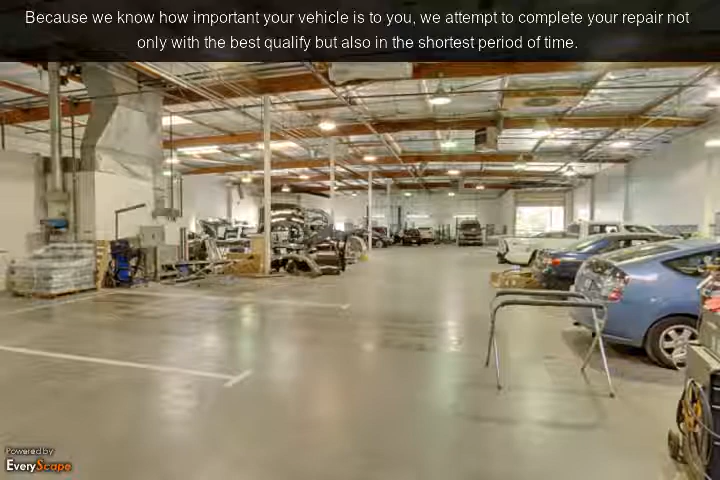 Because we know how important your vehicle is to you, we attempt to complete your repair not
only with the best qualify but also in the shortest period of time.
Powered by
EveryScape